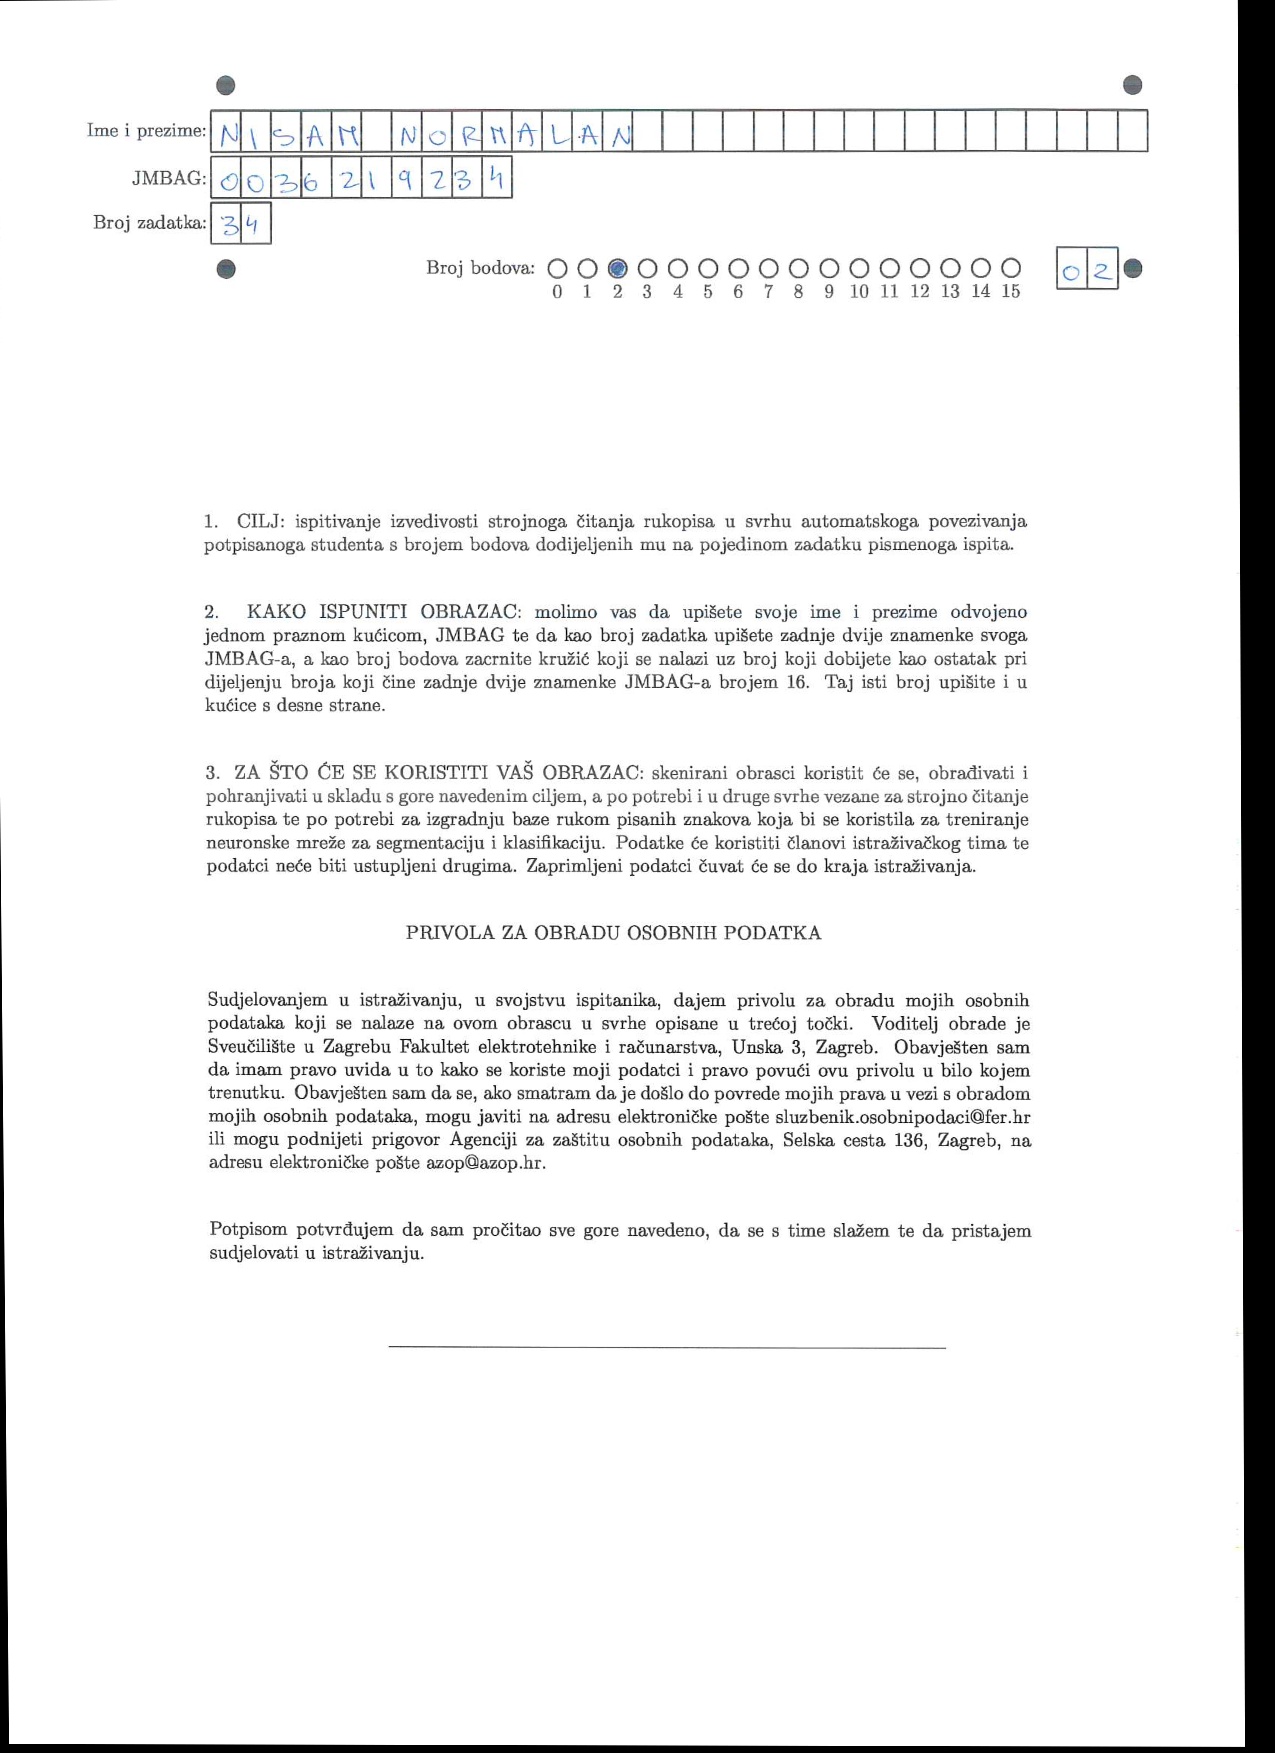 Ime i prezime: NISAM NORMALAN
JMBAG: 0036219234
Broj zadatka: 34
Broj bodova: 02
0 1 2 3 4 5 6 7 8 9 10 11 12 13 14 15
1. CILJ: ispitivanje izvedivosti strojnoga čitanja rukopisa u svrhu automatskoga povezivanja
potpisanoga studenta s brojem bodova dodijeljenih mu na pojedinom zadatku pismenoga ispita.
2. KAKO ISPUNITI OBRAZAC: molimo vas da upišete svoje ime i prezime odvojeno
jednom praznom kućicom, JMBAG te da kao broj zadatka upišete zadnje dvije znamenke svoga
JMBAG-a, a kao broj bodova zacrnite kružić koji se nalazi uz broj koji dobijete kao ostatak pri
dijeljenju broja koji čine zadnje dvije znamenke JMBAG-a brojem 16. Taj isti broj upišite i u
kućice s desne strane.
3. ZA ŠTO ĆE SE KORISTITI VAŠ OBRAZAC: skenirani obrasci koristit će se, obrađivati i
pohranjivati u skladu s gore navedenim ciljem, a po potrebi i u druge svrhe vezane za strojno čitanje
rukopisa te po potrebi za izgradnju baze rukom pisanih znakova koja bi se koristila za treniranje
neuronske mreže za segmentaciju i klasifikaciju. Podatke će koristiti članovi istraživačkog tima te
podatci neće biti ustupljeni drugima. Zaprimljeni podatci čuvat će se do kraja istraživanja.
PRIVOLA ZA OBRADU OSOBNIH PODATKA
Sudjelovanjem u istraživanju, u svojstvu ispitanika, dajem privolu za obradu mojih osobnih
podataka koji se nalaze na ovom obrascu u svrhe opisane u trećoj točki. Voditelj obrade je
Sveučilište u Zagrebu Fakultet elektrotehnike i računarstva, Unska 3, Zagreb. Obavješten sam
da imam pravo uvida u to kako se koriste moji podatci i pravo povući ovu privolu u bilo kojem
trenutku. Obavješten sam da se, ako smatram da je došlo do povrede mojih prava u vezi s obradom
mojih osobnih podataka, mogu javiti na adresu elektroničke pošte sluzbenik.osobnipodaci@fer.hr
ili mogu podnijeti prigovor Agenciji za zaštitu osobnih podataka, Selska cesta 136, Zagreb, na
adresu elektroničke pošte azop@azop.hr.
Potpisom potvrđujem da sam pročitao sve gore navedeno, da se s time slažem te da pristajem
sudjelovati u istraživanju.